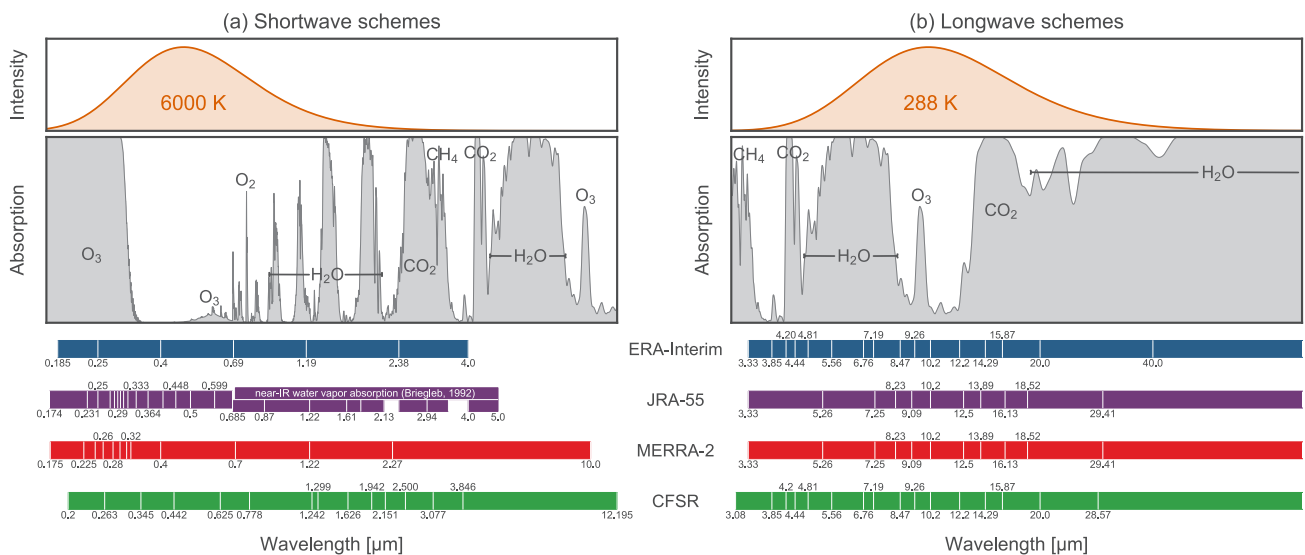 (a) Shortwave schemes
(b) Longwave schemes
Intensity
6000 K
Intensity
288 K
Absorption
O3
O3
O2
H2O
CO2
CH4
CO2
H2O
O3
Absorption
CH4
CO2
H2O
O3
CO2
H2O
ERA-Interim
0.185 0.25 0.4 0.69 1.19 2.38 4.0
4.20 4.81 7.19 9.26 15.87
3.33 3.85 4.44 5.56 6.76 8.47 10.2 12.2 14.29 20.0 40.0
JRA-55
near-IR water vapor absorption (Briegleb, 1992)
0.25 0.333 0.448 0.599
0.174 0.231 0.29 0.364 0.5 0.685 0.87 1.22 1.61 2.13 2.94 4.0 5.0
8.23 10.2 13.89 18.52
3.33 5.26 7.25 9.09 12.5 16.13 29.41
MERRA-2
0.26 0.32
0.175 0.225 0.28 0.4 0.7 1.22 2.27 10.0
8.23 10.2 13.89 18.52
3.33 5.26 7.25 9.09 12.5 16.13 29.41
CFSR
1.299 1.942 2.500 3.846
0.2 0.263 0.345 0.442 0.625 0.778 1.242 1.626 2.151 3.077 12.195
4.2 4.81 7.19 9.26 15.87
3.08 3.85 4.44 5.56 6.76 8.47 10.2 12.2 14.29 20.0 28.57
Wavelength [μm]
Wavelength [μm]